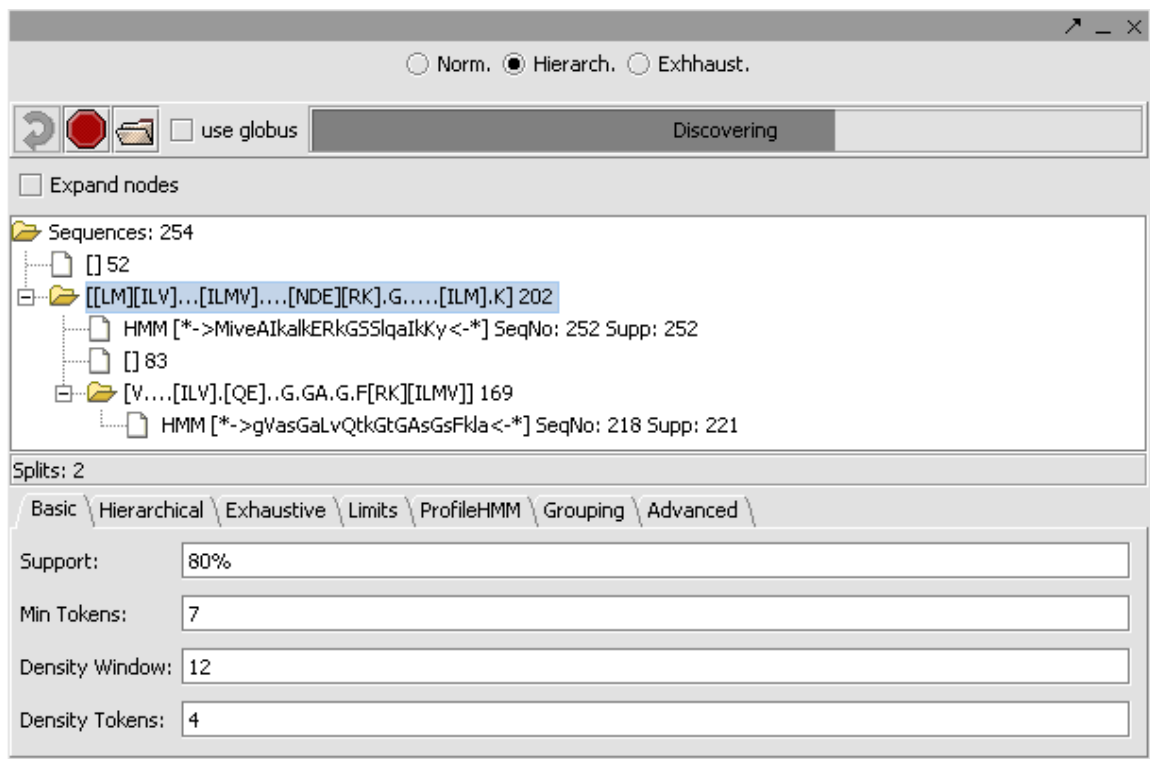 Norm. Hierarch. Exhhaust.
use globus Discovering
Expand nodes
Sequences: 254
[] 52
[[LM][ILV]...[ILMV]....[NDE][RK].G.....[ILM].K] 202
HMM [*->MiveAIkalkERkGSSlqaIkKy<-*] SeqNo: 252 Supp: 252
[] 83
[V....[ILV].[QE]..G.GA.G.F[RK][ILMV]] 169
HMM [*->gVasGaLvQtkGtGAsGsFkla<-*] SeqNo: 218 Supp: 221
Splits: 2
Basic Hierarchical Exhaustive Limits ProfileHMM Grouping Advanced
Support: 80%
Min Tokens: 7
Density Window: 12
Density Tokens: 4